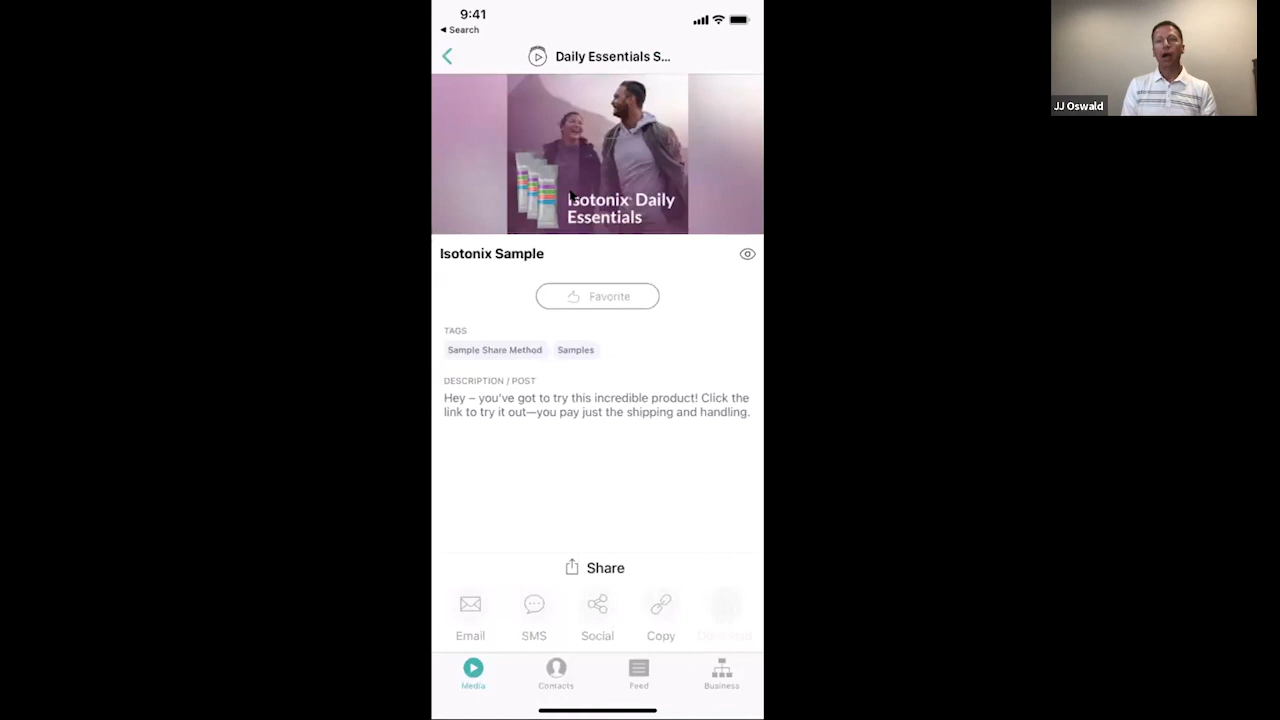 9:41
Search
Daily Essentials S...
Isotonix Daily
Essentials
Isotonix Sample
Favorite
TAGS
Sample Share Method
Samples
DESCRIPTION / POST
Hey – you've got to try this incredible product! Click the
link to try it out—you pay just the shipping and handling.
Share
Email
SMS
Social
Copy
Download
Media
Contacts
Feed
Business
JJ Oswald